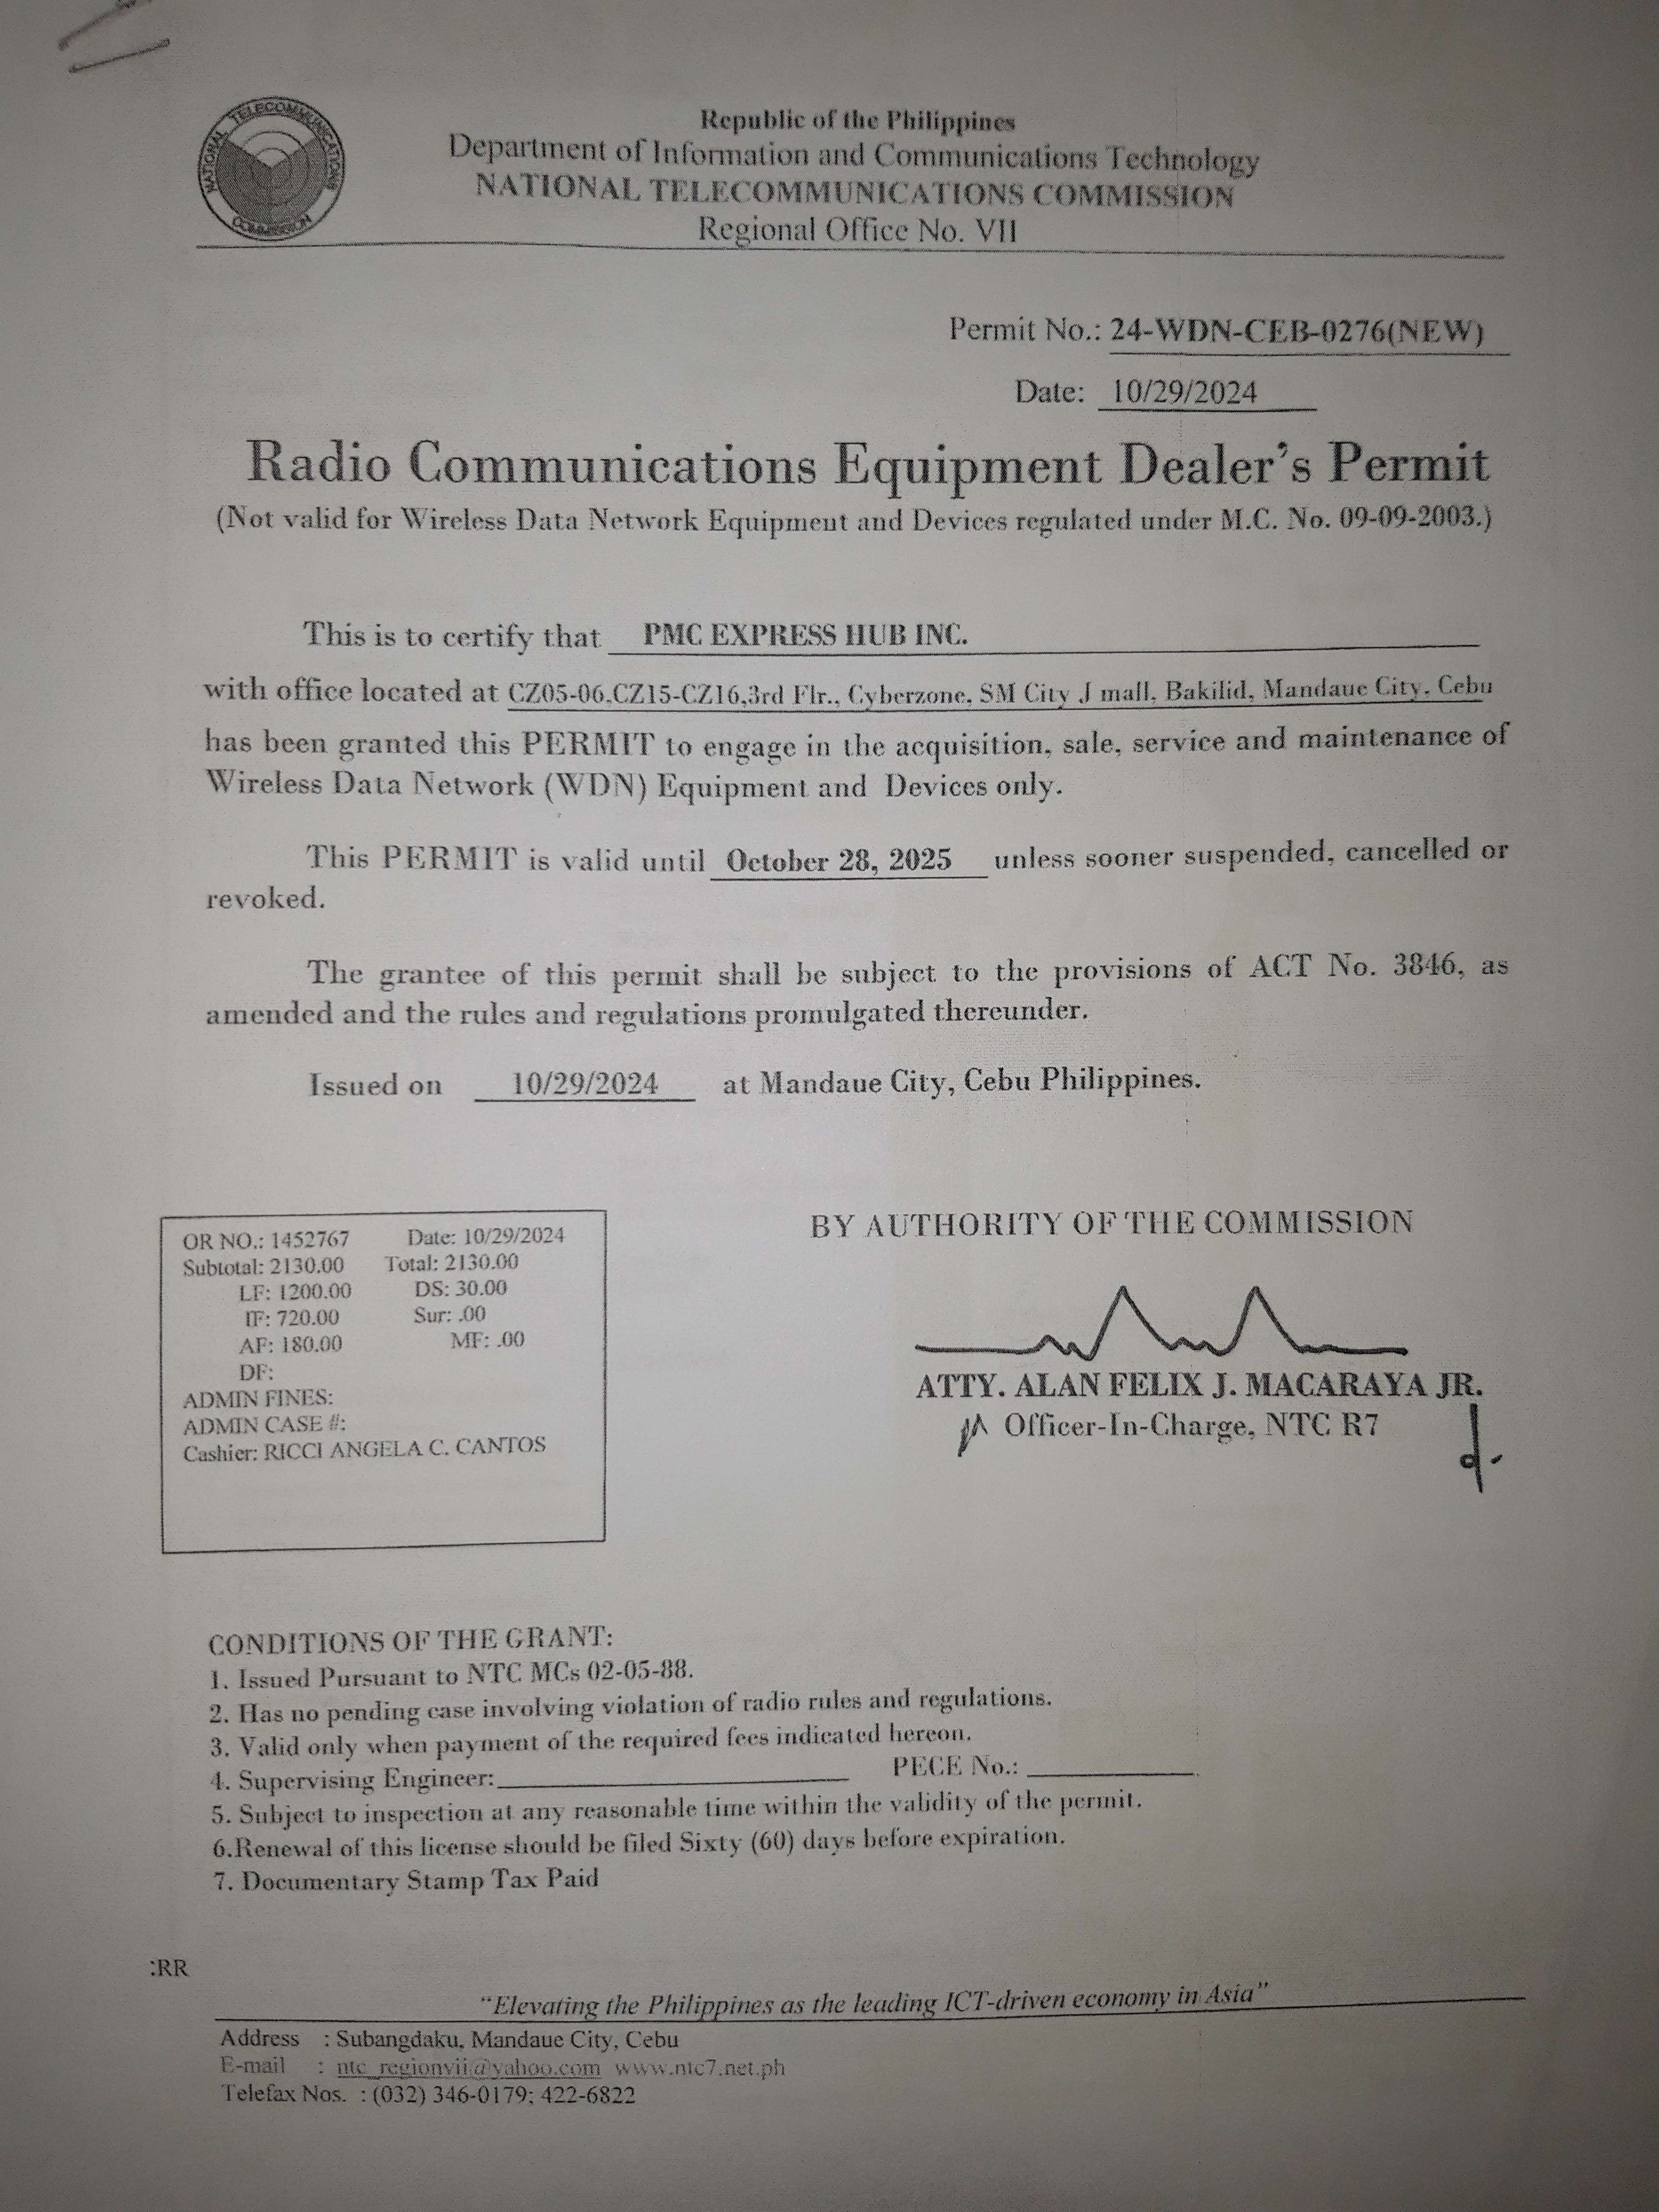 NATIONAL TELECOMMUNICATIONS COMMISSION
Republic of the Philippines
Department of Information and Communications Technology
NATIONAL TELECOMMUNICATIONS COMMISSION
Regional Office No. VII
Permit No.: 24-WDN-CEB-0276(NEW)
Date: 10/29/2024
Radio Communications Equipment Dealer's Permit
(Not valid for Wireless Data Network Equipment and Devices regulated under M.C. No. 09-09-2003.)
This is to certify that PMC EXPRESS HUB INC.
with office located at CZ05-06,CZ15-CZ16,3rd Flr., Cyberzone, SM City J mall, Bakilid, Mandaue City, Cebu
has been granted this PERMIT to engage in the acquisition, sale, service and maintenance of
Wireless Data Network (WDN) Equipment and Devices only.
This PERMIT is valid until October 28, 2025 unless sooner suspended, cancelled or
revoked.
The grantee of this permit shall be subject to the provisions of ACT No. 3846, as
amended and the rules and regulations promulgated thereunder.
Issued on 10/29/2024 at Mandaue City, Cebu Philippines.
OR NO.: 1452767 Date: 10/29/2024
Subtotal: 2130.00 Total: 2130.00
LF: 1200.00 DS: 30.00
IF: 720.00 Sur: .00
AF: 180.00 MF: .00
DF:
ADMIN FINES:
ADMIN CASE #:
Cashier: RICCI ANGELA C. CANTOS
BY AUTHORITY OF THE COMMISSION
ATTY. ALAN FELIX J. MACARAYA JR.
Officer-In-Charge, NTC R7
CONDITIONS OF THE GRANT:
1. Issued Pursuant to NTC MCs 02-05-88.
2. Has no pending case involving violation of radio rules and regulations.
3. Valid only when payment of the required fees indicated hereon.
4. Supervising Engineer: PECE No.:
5. Subject to inspection at any reasonable time within the validity of the permit.
6.Renewal of this license should be filed Sixty (60) days before expiration.
7. Documentary Stamp Tax Paid
:RR
"Elevating the Philippines as the leading ICT-driven economy in Asia"
Address : Subangdaku, Mandaue City, Cebu
E-mail : ntc_regionvii@yahoo.com www.ntc7.net.ph
Telefax Nos. : (032) 346-0179; 422-6822